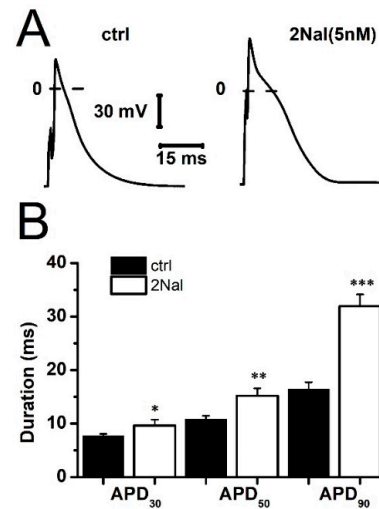 A
ctrl
2Nal(5nM)
0
0
30 mV
15 ms
B
Duration (ms)
40
30
20
10
0
ctrl
2Nal
*
**
***
APD30
APD50
APD90